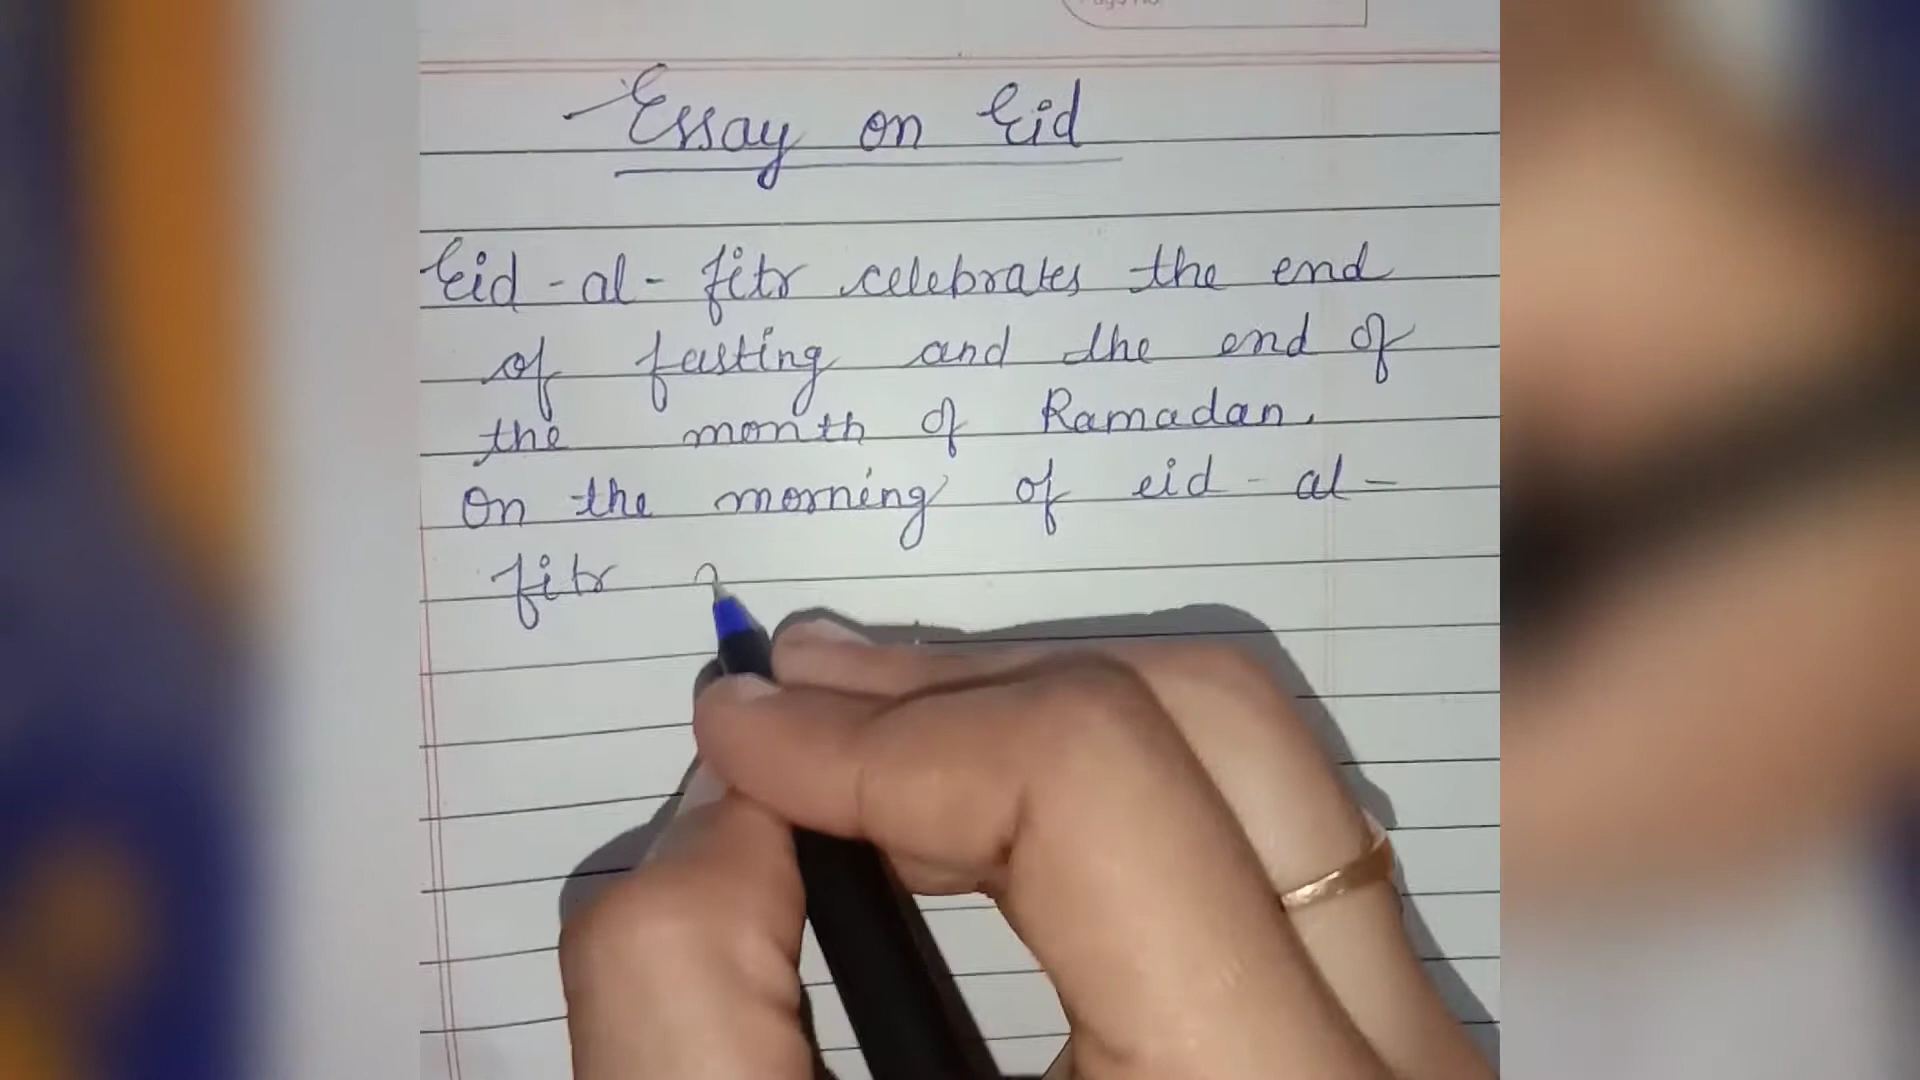 Essay on Eid
Eid-al-fitr celebrates the end
of fasting and the end of
the month of Ramadan.
On the morning of eid-al-
fitr